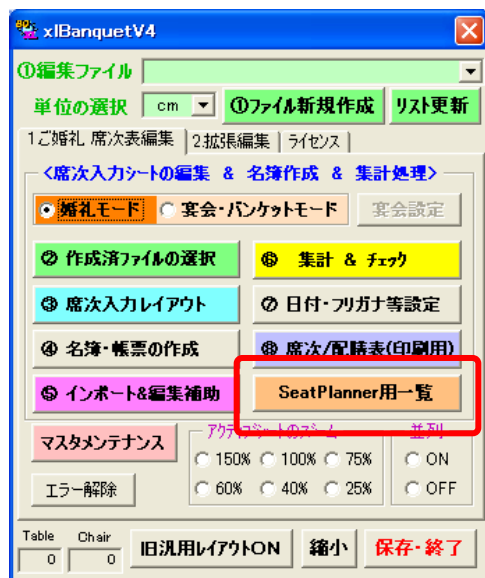 xlBanquetV4
①編集ファイル
単位の選択 cm ①ファイル新規作成 リスト更新
1ご婚礼 席次表編集 2拡張編集 ライセンス
<席次入力シートの編集 & 名簿作成 & 集計処理>
婚礼モード 宴会・バンケットモード 宴会設定
② 作成済ファイルの選択 ⑥ 集計 & チェック
③ 席次入力レイアウト ⑦ 日付・フリガナ等設定
④ 名簿・帳票の作成 ⑧ 席次/配膳表(印刷用)
⑤ インポート&編集補助 SeatPlanner用一覧
マスタメンテナンス アクティブシートのズーム 並列
150% 100% 75% ON
エラー解除 60% 40% 25% OFF
Table Chair
0 0 旧汎用レイアウトON 縮小 保存・終了